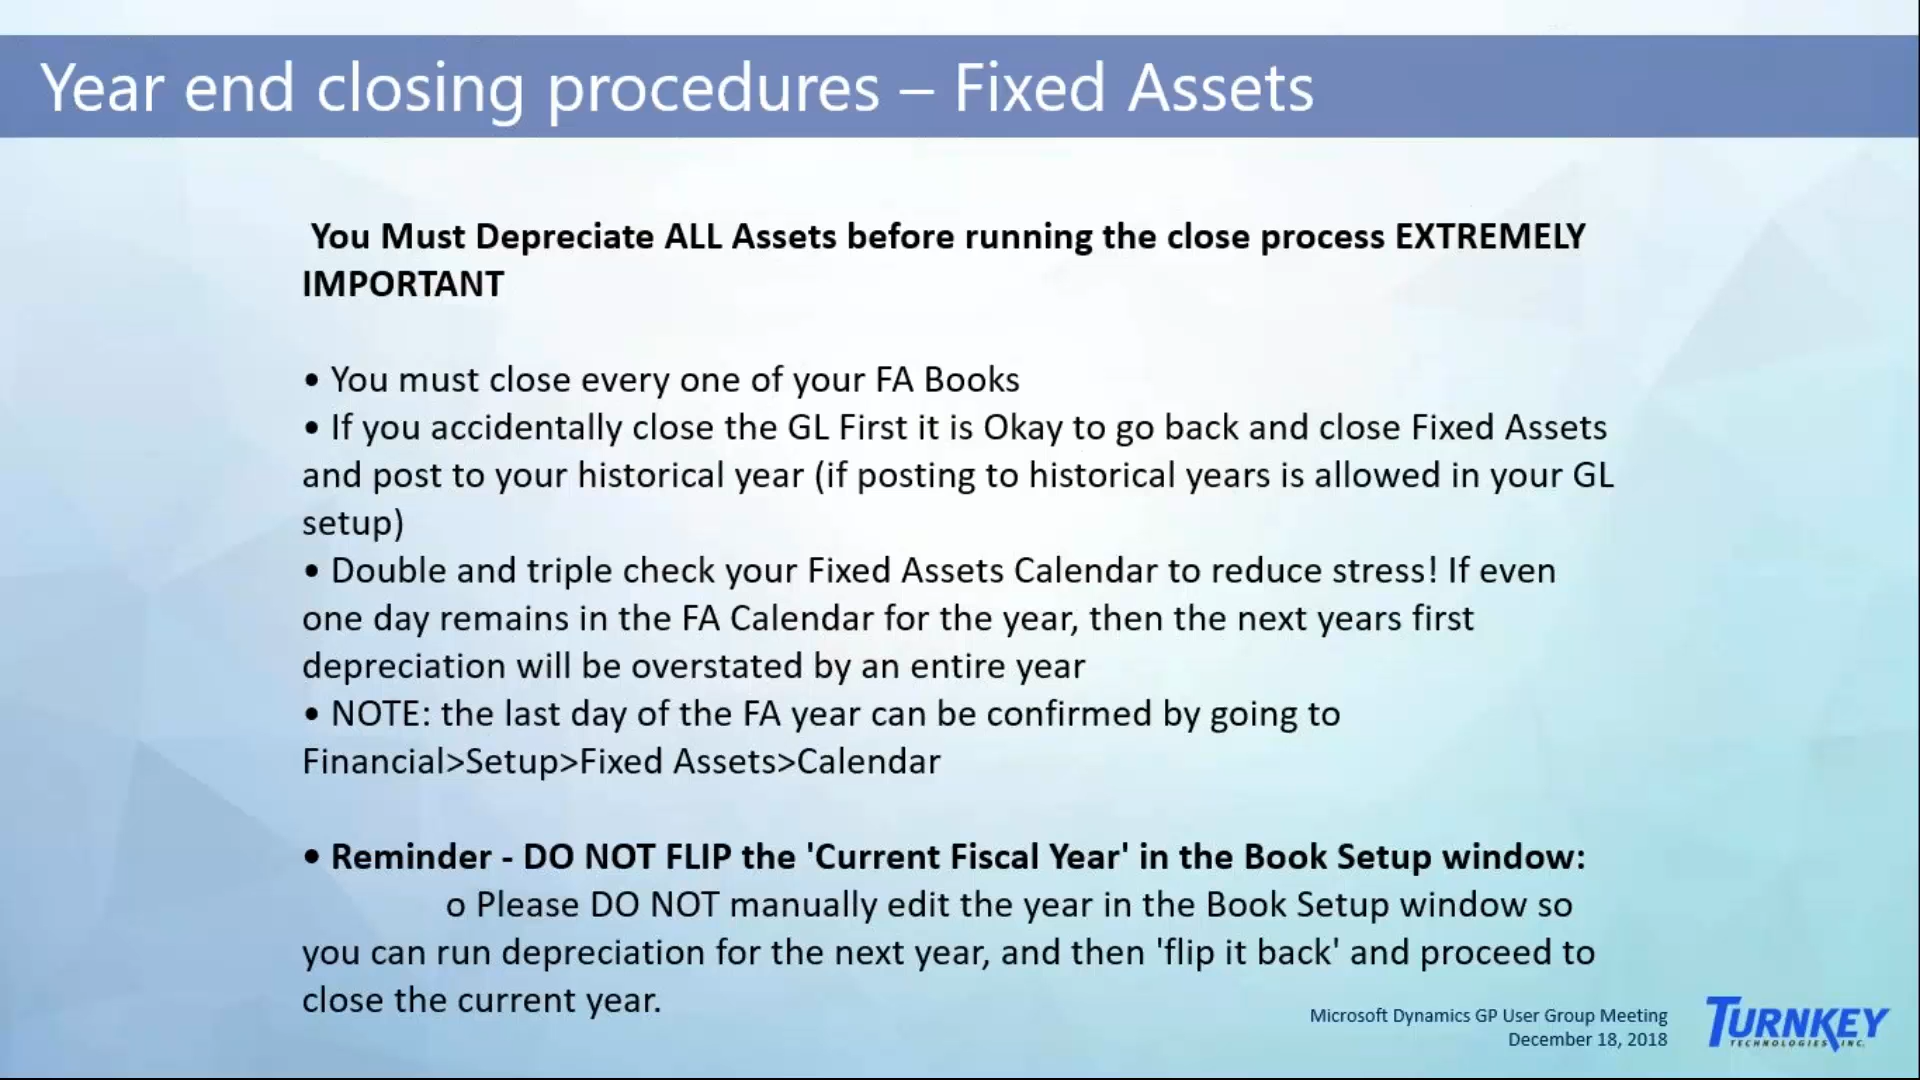 Year end closing procedures – Fixed Assets
You Must Depreciate ALL Assets before running the close process EXTREMELY
IMPORTANT
• You must close every one of your FA Books
• If you accidentally close the GL First it is Okay to go back and close Fixed Assets
and post to your historical year (if posting to historical years is allowed in your GL
setup)
• Double and triple check your Fixed Assets Calendar to reduce stress! If even
one day remains in the FA Calendar for the year, then the next years first
depreciation will be overstated by an entire year
• NOTE: the last day of the FA year can be confirmed by going to
Financial>Setup>Fixed Assets>Calendar
• Reminder - DO NOT FLIP the 'Current Fiscal Year' in the Book Setup window:
o Please DO NOT manually edit the year in the Book Setup window so
you can run depreciation for the next year, and then 'flip it back' and proceed to
close the current year.
Microsoft Dynamics GP User Group Meeting
December 18, 2018
TURNKEY
TECHNOLOGIES, INC.